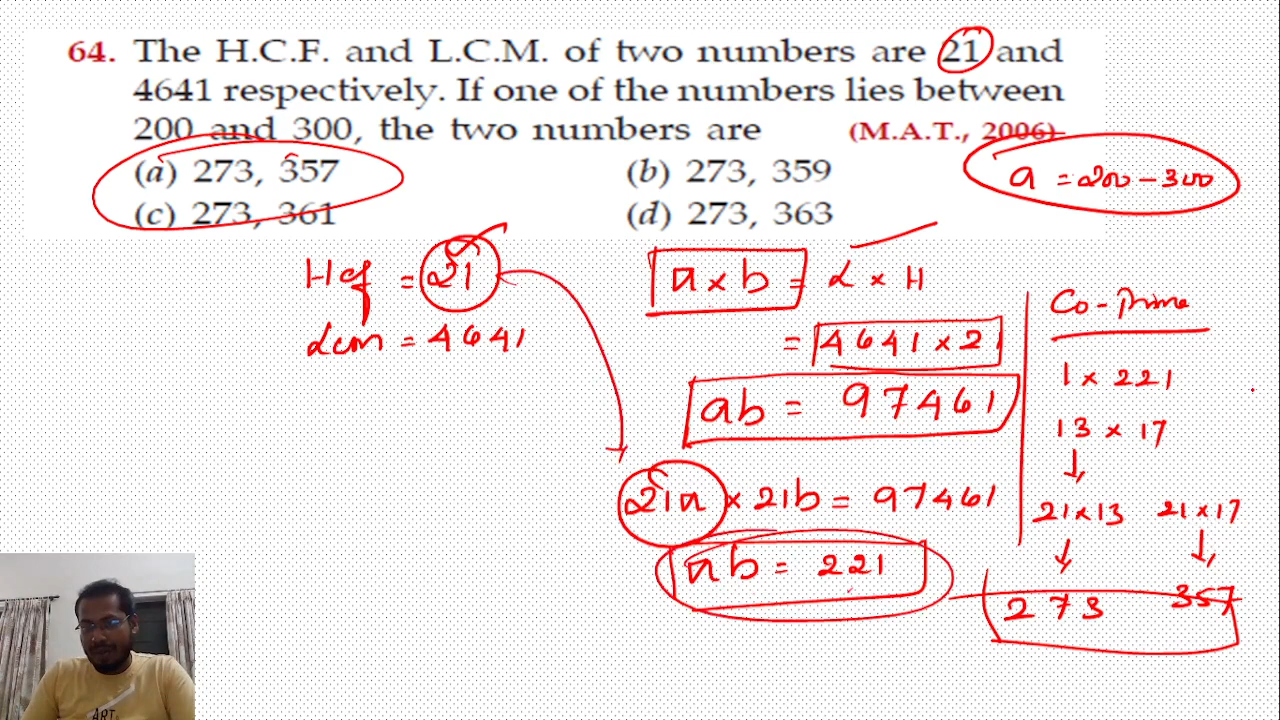 64. The H.C.F. and L.C.M. of two numbers are 21 and
4641 respectively. If one of the numbers lies between
200 and 300, the two numbers are (M.A.T., 2006)
(a) 273, 357 (b) 273, 359
(c) 273, 361 (d) 273, 363
a = 200 - 300
Hcf = 21
Lcm = 4641
a × b = L × H
= 4641 × 21
ab = 97461
21a × 21b = 97461
ab = 221
Co-Prime
1 × 221
13 × 17
21 × 13 21 × 17
273 357
ART